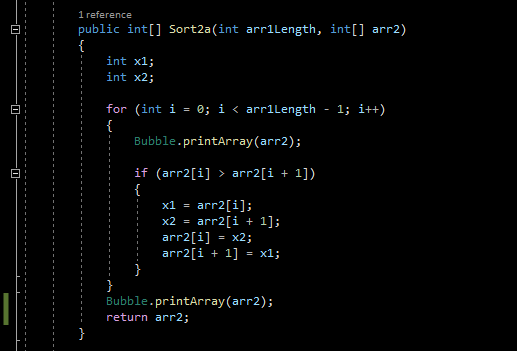 1 reference
public int[] Sort2a(int arr1Length, int[] arr2)
{
int x1;
int x2;
for (int i = 0; i < arr1Length - 1; i++)
{
Bubble.printArray(arr2);
if (arr2[i] > arr2[i + 1])
{
x1 = arr2[i];
x2 = arr2[i + 1];
arr2[i] = x2;
arr2[i + 1] = x1;
}
}
Bubble.printArray(arr2);
return arr2;
}